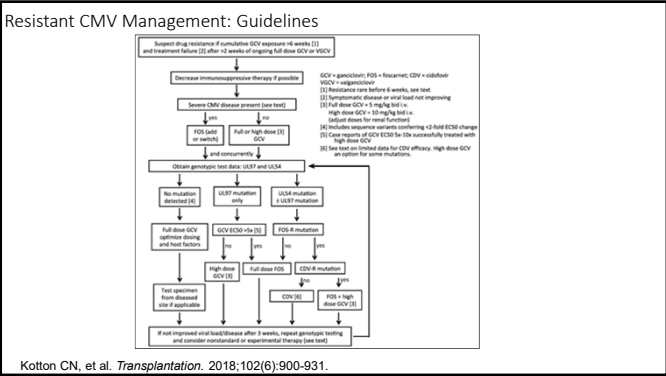 Resistant CMV Management: Guidelines
Suspect drug resistance if cumulative GCV exposure >6 weeks [1]
and treatment failure [2] after >2 weeks of ongoing full dose GCV or VGCV
Decrease immunosuppressive therapy if possible
GCV = ganciclovir; FOS = foscarnet; CDV = cidofovir
VGCV = valganciclovir
[1] Resistance rare before 6 weeks, see text
[2] Symptomatic disease or viral load not improving
[3] Full dose GCV = 5 mg/kg bid i.v.
High dose GCV = 10 mg/kg bid i.v.
(adjust doses for renal function)
[4] Includes sequence variants conferring <2-fold EC50 change
[5] Case reports of GCV EC50 5x-10x successfully treated with
high dose GCV
[6] See text on limited data for CDV efficacy. High dose GCV
an option for some mutations.
Severe CMV disease present (see text)
yes
no
FOS (add
or switch)
Full or high dose [3]
GCV
and concurrently
Obtain genotypic test data: UL97 and UL54
No mutation
detected [4]
UL97 mutation
only
UL54 mutation
± UL97 mutation
Full dose GCV
optimize dosing
and host factors
GCV EC50 >5x [5]
FOS-R mutation
no
yes
no
yes
High dose
GCV [3]
Full dose FOS
CDV-R mutation
no
yes
Test specimen
from diseased
site if applicable
CDV [6]
FOS + high
dose GCV [3]
If not improved viral load/disease after 3 weeks, repeat genotypic testing
and consider nonstandard or experimental therapy (see text)
Kotton CN, et al. Transplantation. 2018;102(6):900-931.